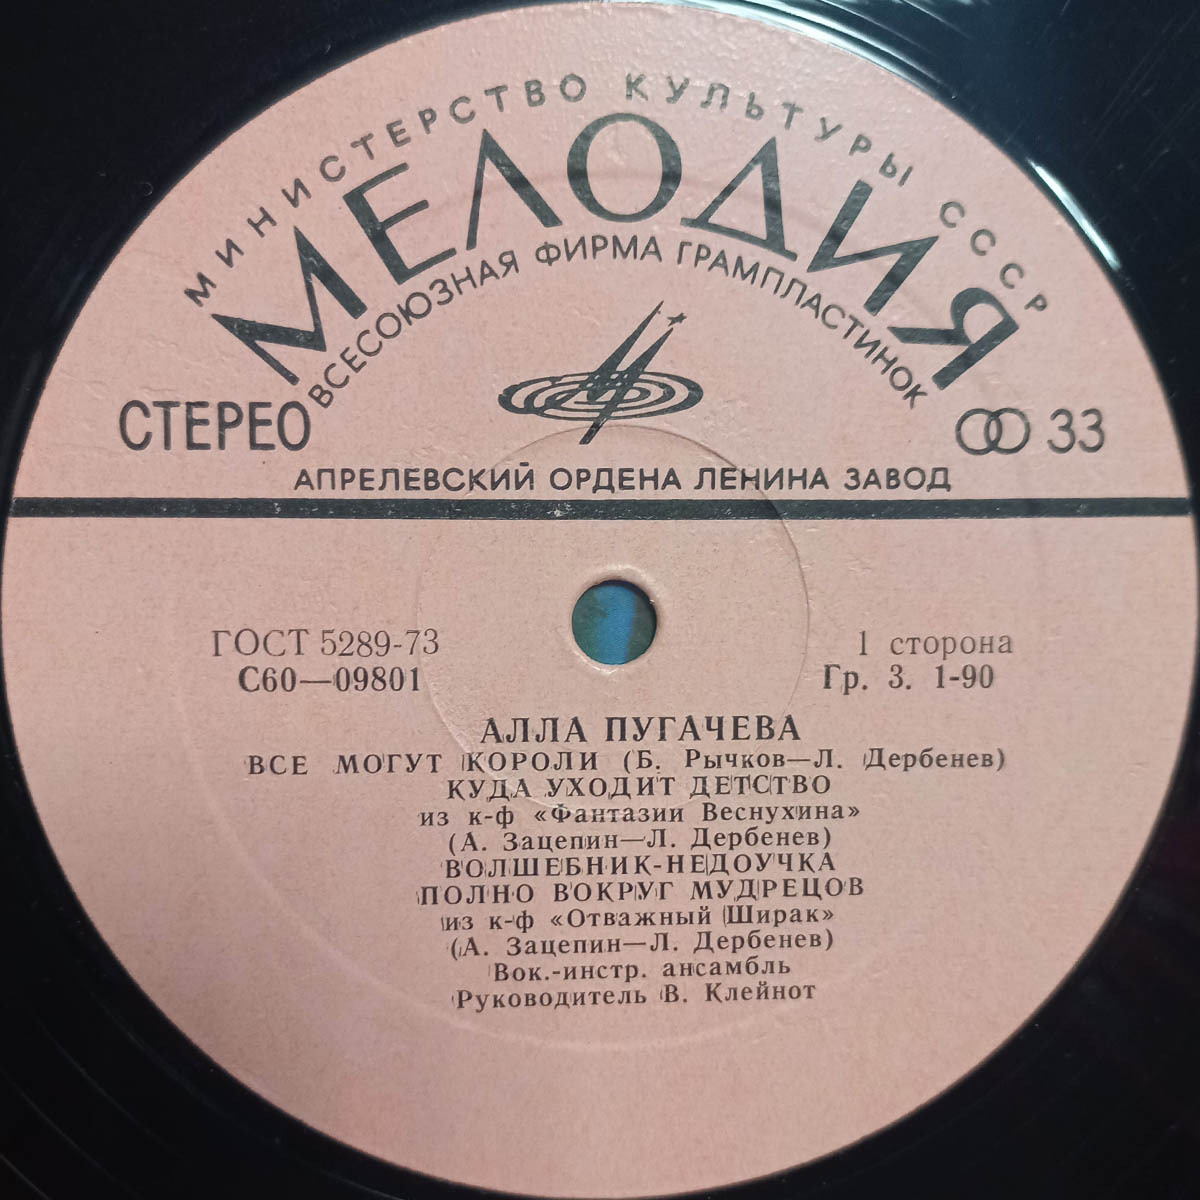 МИНИСТЕРСТВО КУЛЬТУРЫ СССР
МЕЛОДИЯ
ВСЕСОЮЗНАЯ ФИРМА ГРАМПЛАСТИНОК
СТЕРЕО
33
АПРЕЛЕВСКИЙ ОРДЕНА ЛЕНИНА ЗАВОД
ГОСТ 5289-73
1 сторона
С60—09801
Гр. 3. 1-90
АЛЛА ПУГАЧЕВА
ВСЕ МОГУТ КОРОЛИ (Б. Рычков—Л. Дербенев)
КУДА УХОДИТ ДЕТСТВО
из к-ф «Фантазии Веснухина»
(А. Зацепин—Л. Дербенев)
ВОЛШЕБНИК-НЕДОУЧКА
ПОЛНО ВОКРУГ МУДРЕЦОВ
из к-ф «Отважный Ширак»
(А. Зацепин—Л. Дербенев)
Вок.-инстр. ансамбль
Руководитель В. Клейнот